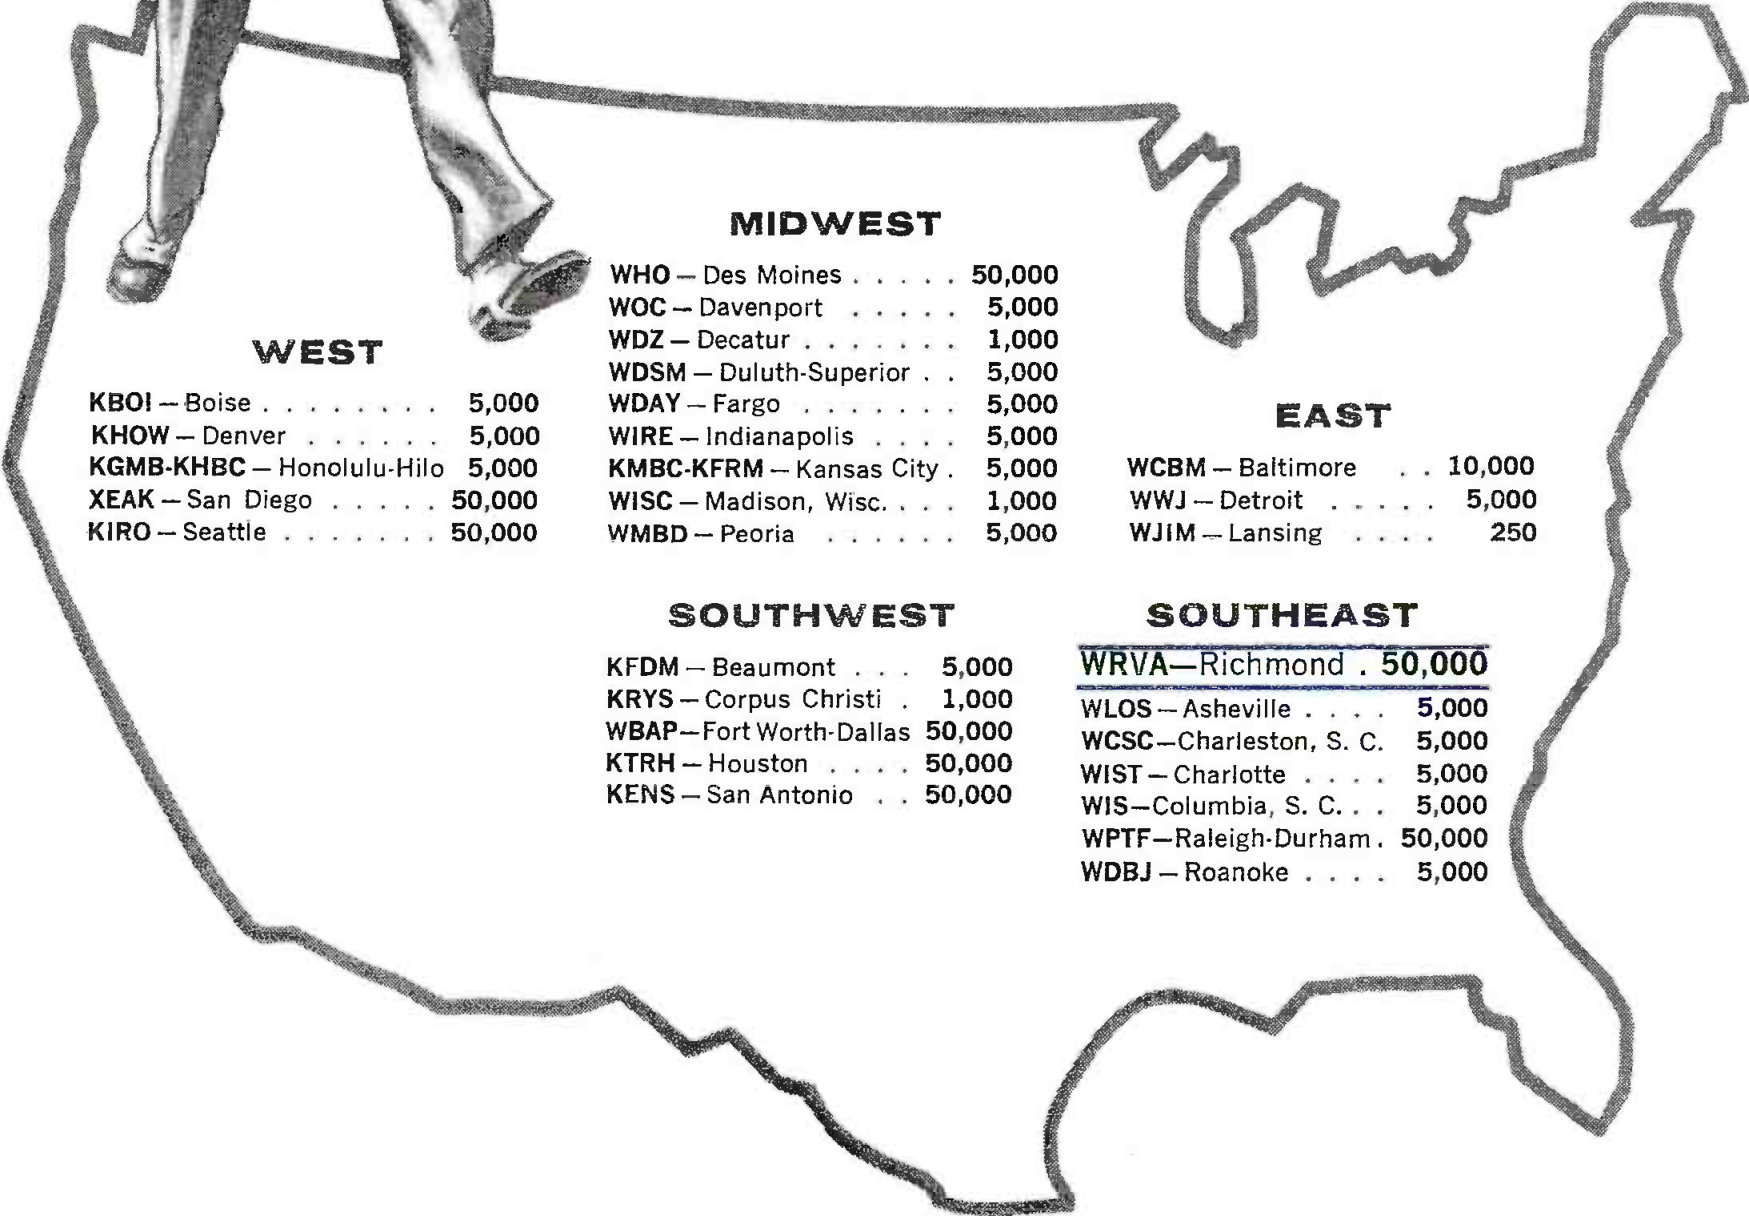 MIDWEST
WHO – Des Moines . . . . . 50,000
WOC – Davenport . . . . . 5,000
WDZ – Decatur . . . . . . . 1,000
WDSM – Duluth-Superior . . 5,000
WDAY – Fargo . . . . . . . 5,000
WIRE – Indianapolis . . . . 5,000
KMBC-KFRM – Kansas City . 5,000
WISC – Madison, Wisc. . . . 1,000
WMBD – Peoria . . . . . . 5,000
WEST
KBOI – Boise . . . . . . . . 5,000
KHOW – Denver . . . . . . 5,000
KGMB-KHBC – Honolulu-Hilo 5,000
XEAK – San Diego . . . . . 50,000
KIRO – Seattle . . . . . . . 50,000
EAST
WCBM – Baltimore . . 10,000
WWJ – Detroit . . . . . 5,000
WJIM – Lansing . . . . 250
SOUTHWEST
KFDM – Beaumont . . . 5,000
KRYS – Corpus Christi . 1,000
WBAP–Fort Worth-Dallas 50,000
KTRH – Houston . . . . 50,000
KENS – San Antonio . . 50,000
SOUTHEAST
WRVA—Richmond . 50,000
WLOS – Asheville . . . . 5,000
WCSC–Charleston, S. C. 5,000
WIST – Charlotte . . . . 5,000
WIS–Columbia, S. C. . . 5,000
WPTF–Raleigh-Durham . 50,000
WDBJ – Roanoke . . . . 5,000